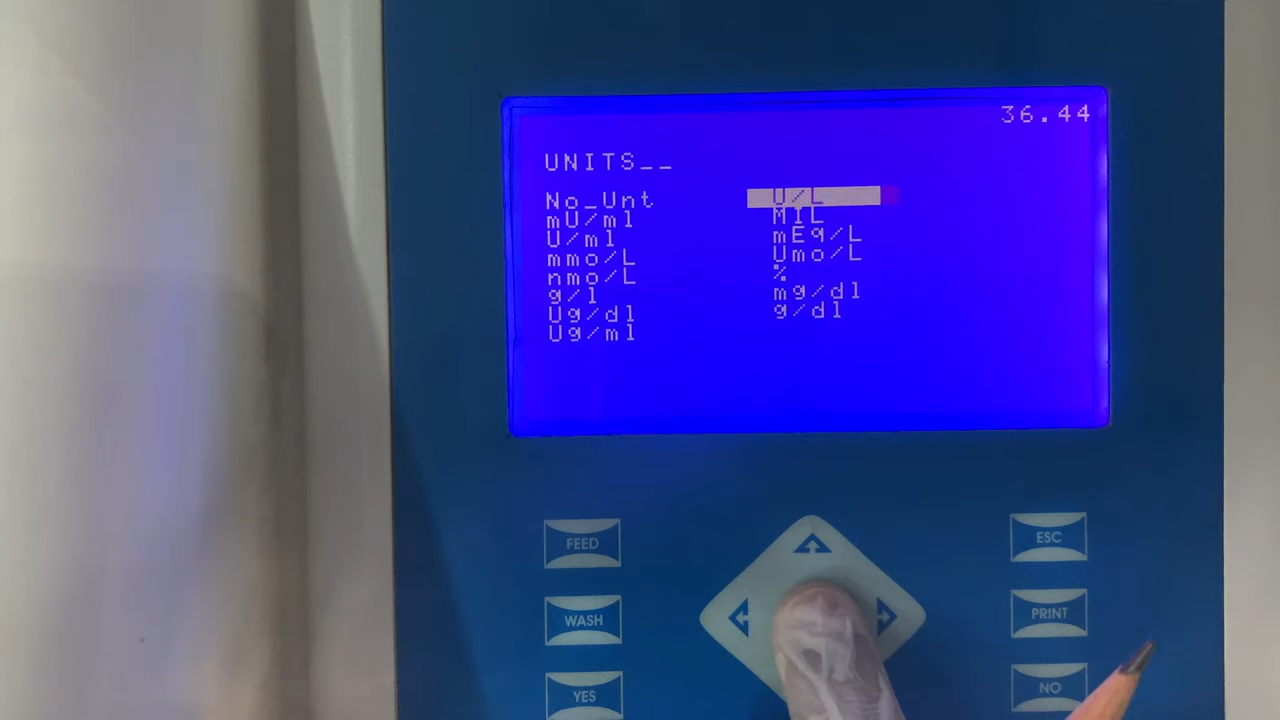 36.44
UNITS__
No_Unt U/L
mU/ml MIL
U/ml mEq/L
mmo/L Umo/L
nmo/L %
g/l mg/dl
Ug/dl g/dl
Ug/ml
FEED ESC
WASH PRINT
YES NO